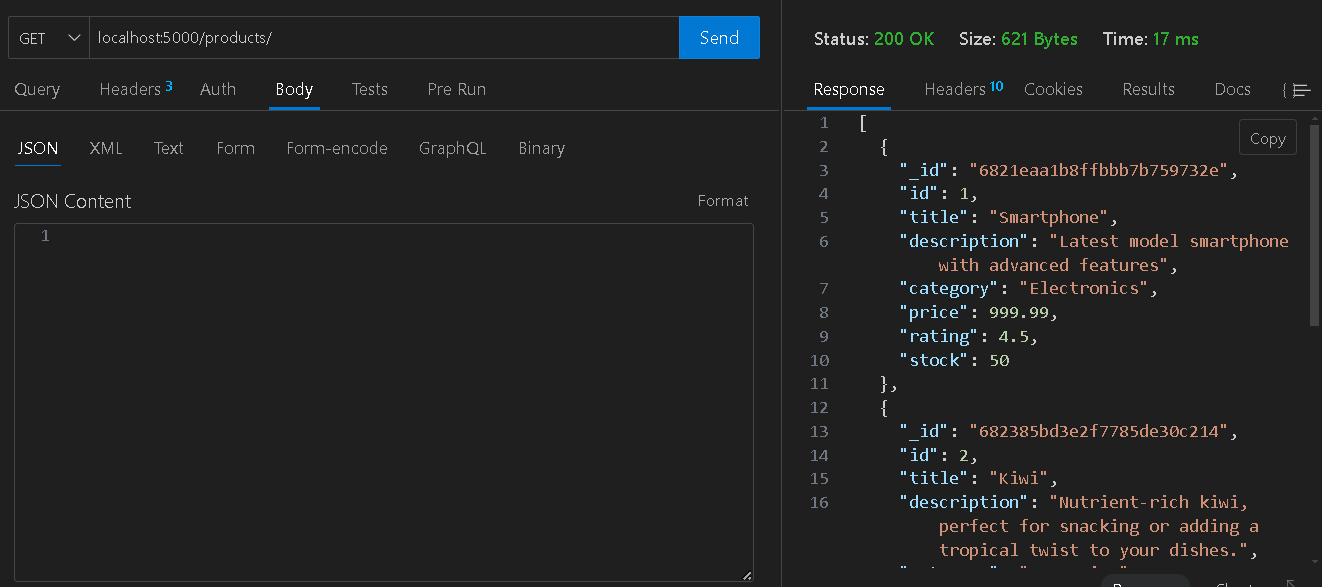 GET localhost:5000/products/ Send
Query Headers 3 Auth Body Tests Pre Run
JSON XML Text Form Form-encode GraphQL Binary
JSON Content Format
1
Status: 200 OK Size: 621 Bytes Time: 17 ms
Response Headers 10 Cookies Results Docs {
Copy
1 [
2 {
3 "_id": "6821eaa1b8ffbbb7b759732e",
4 "id": 1,
5 "title": "Smartphone",
6 "description": "Latest model smartphone
with advanced features",
7 "category": "Electronics",
8 "price": 999.99,
9 "rating": 4.5,
10 "stock": 50
11 },
12 {
13 "_id": "682385bd3e2f7785de30c214",
14 "id": 2,
15 "title": "Kiwi",
16 "description": "Nutrient-rich kiwi,
perfect for snacking or adding a
tropical twist to your dishes.",